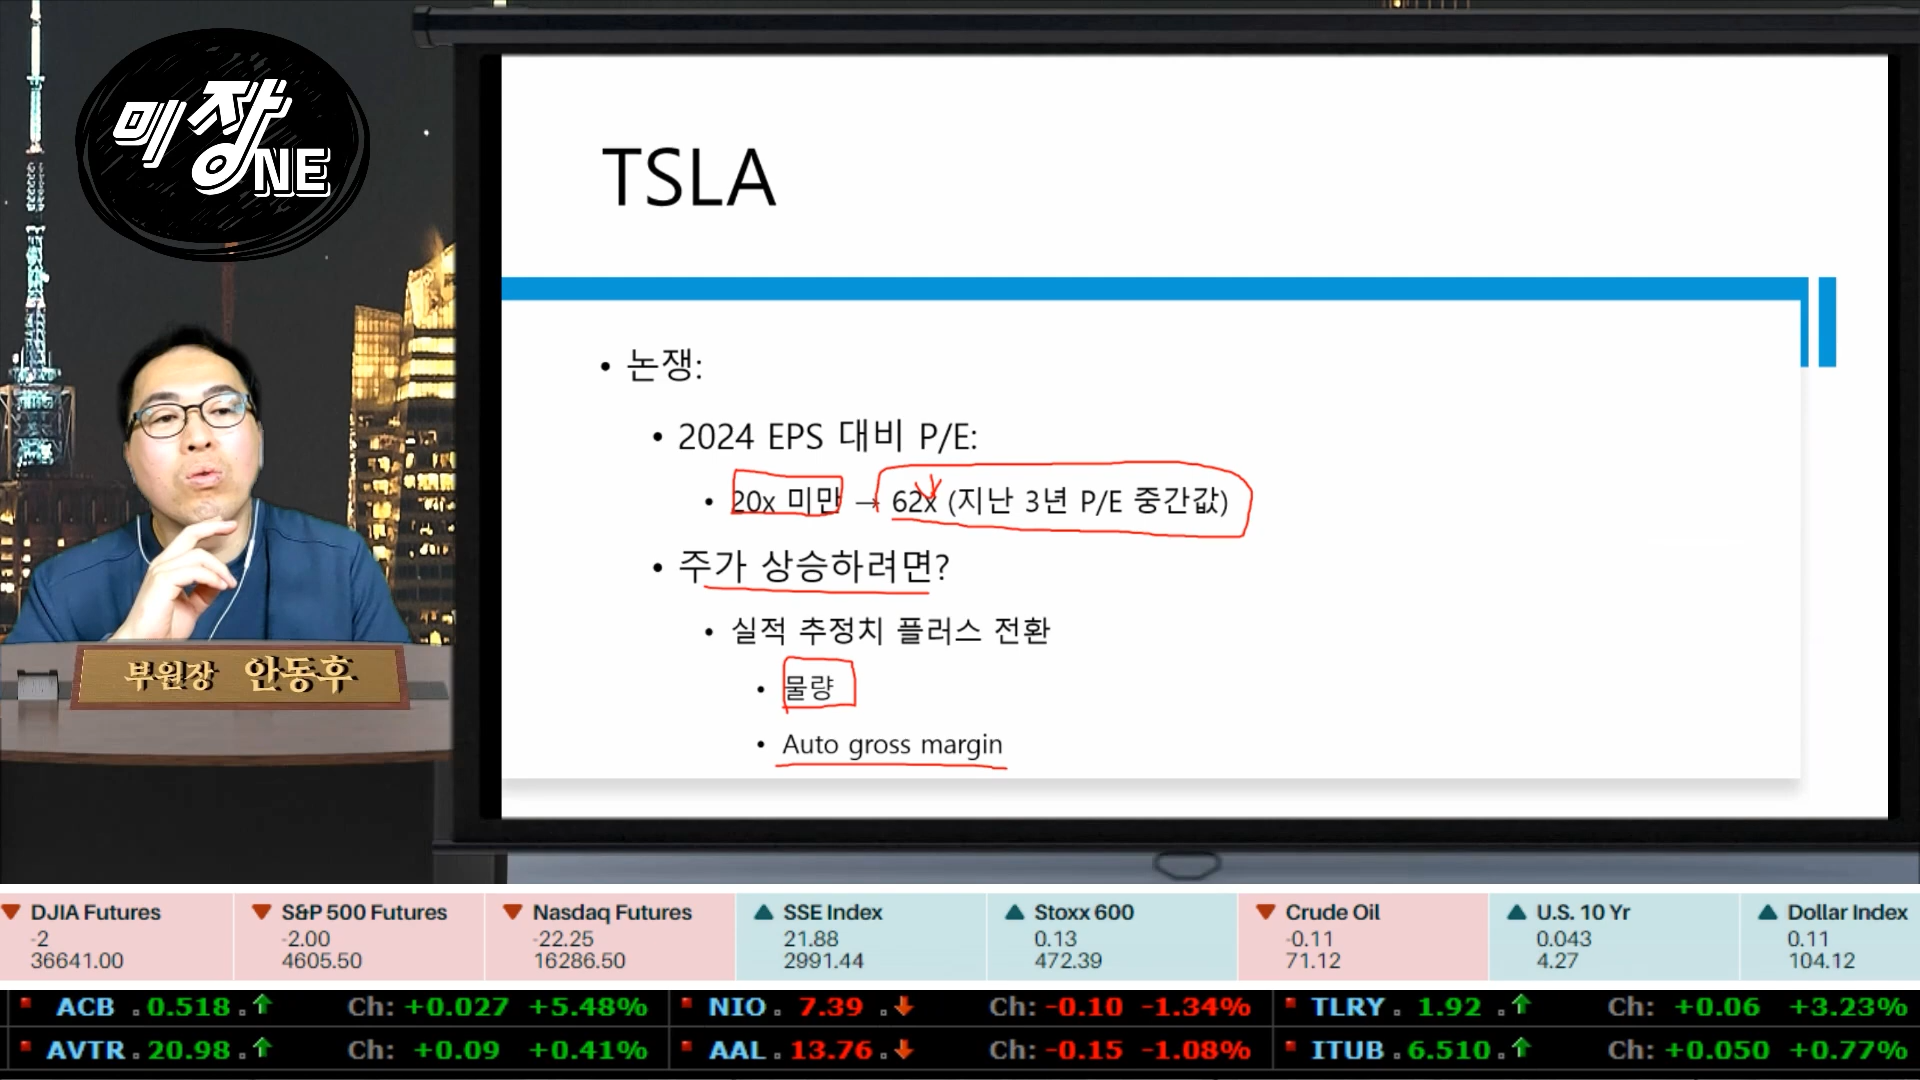 미장NE
TSLA
• 논쟁:
• 2024 EPS 대비 P/E:
• 20x 미만 → 62x (지난 3년 P/E 중간값)
• 주가 상승하려면?
• 실적 추정치 플러스 전환
• 물량
• Auto gross margin
부원장 안동후
DJIA Futures
-2
36641.00
S&P 500 Futures
-2.00
4605.50
Nasdaq Futures
-22.25
16286.50
SSE Index
21.88
2991.44
Stoxx 600
0.13
472.39
Crude Oil
-0.11
71.12
U.S. 10 Yr
0.043
4.27
Dollar Index
0.11
104.12
ACB 0.518 Ch: +0.027 +5.48% NIO 7.39 Ch: -0.10 -1.34% TLRY 1.92 Ch: +0.06 +3.23%
AVTR 20.98 Ch: +0.09 +0.41% AAL 13.76 Ch: -0.15 -1.08% ITUB 6.510 Ch: +0.050 +0.77%